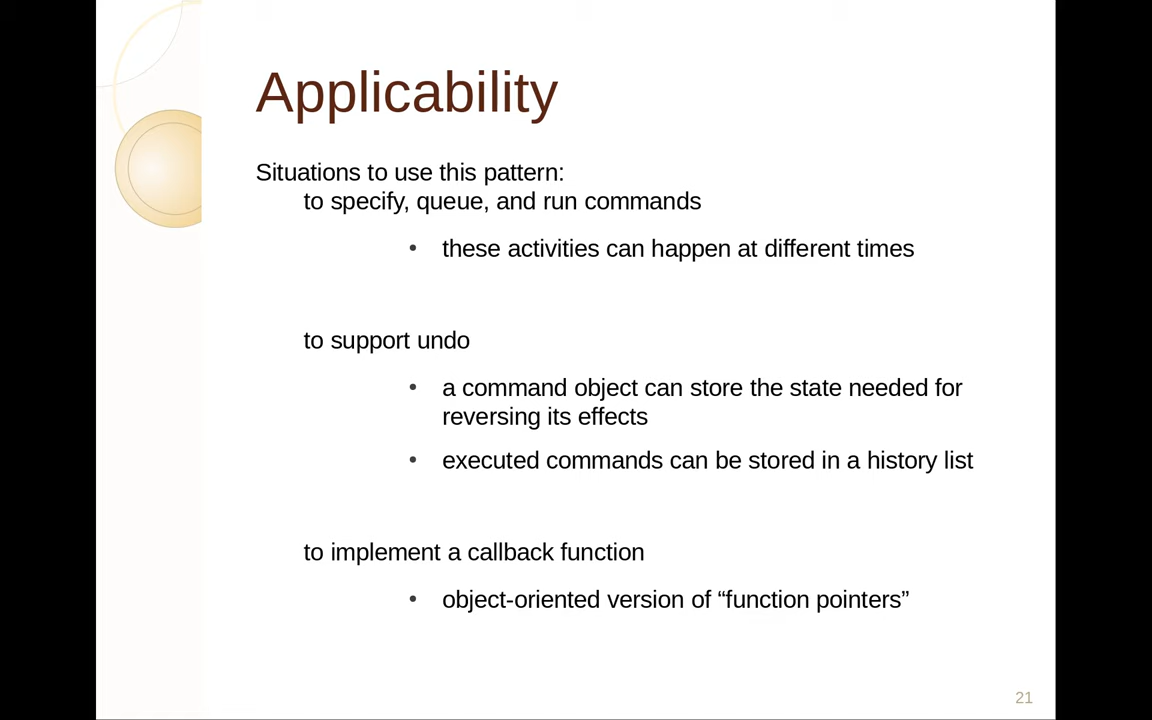 Applicability
Situations to use this pattern:
to specify, queue, and run commands
• these activities can happen at different times
to support undo
• a command object can store the state needed for
reversing its effects
• executed commands can be stored in a history list
to implement a callback function
• object-oriented version of “function pointers”
21